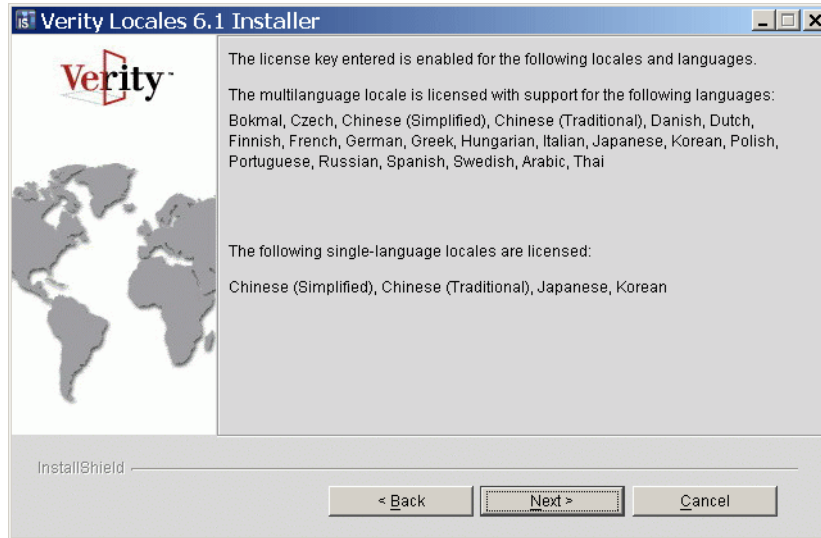 Verity Locales 6.1 Installer
Verity™
The license key entered is enabled for the following locales and languages.
The multilanguage locale is licensed with support for the following languages:
Bokmal, Czech, Chinese (Simplified), Chinese (Traditional), Danish, Dutch,
Finnish, French, German, Greek, Hungarian, Italian, Japanese, Korean, Polish,
Portuguese, Russian, Spanish, Swedish, Arabic, Thai
The following single-language locales are licensed:
Chinese (Simplified), Chinese (Traditional), Japanese, Korean
InstallShield
< Back
Next >
Cancel